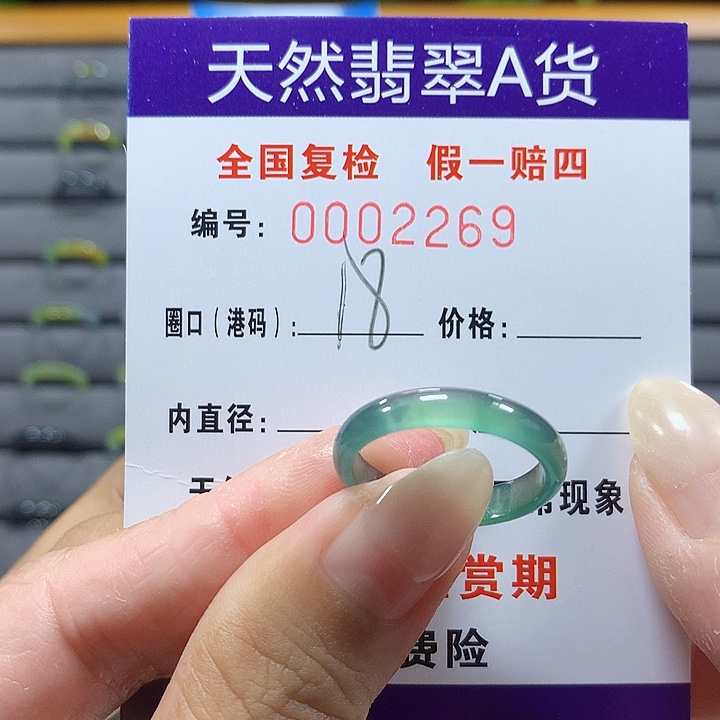 天然翡翠A货
全国复检 假一赔四
编号: 0002269
圈口(港码): 18 价格:
内直径:
现象
赏期
费险